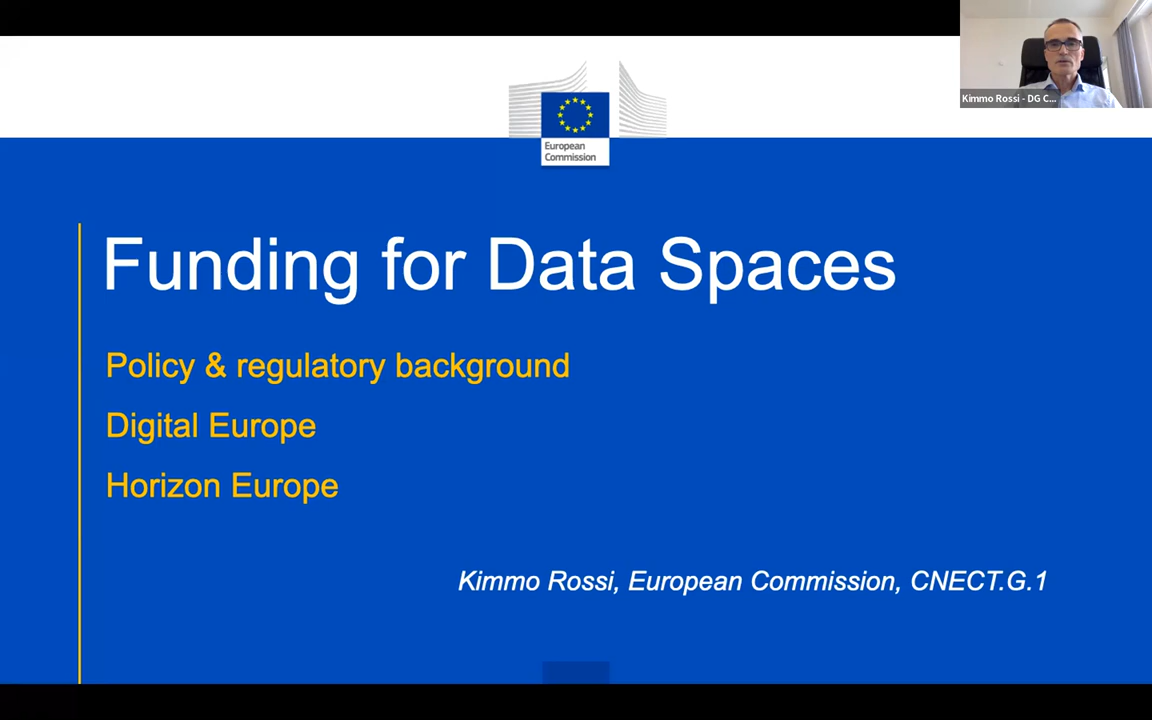 Kimmo Rossi - DG C...
European
Commission
Funding for Data Spaces
Policy & regulatory background
Digital Europe
Horizon Europe
Kimmo Rossi, European Commission, CNECT.G.1